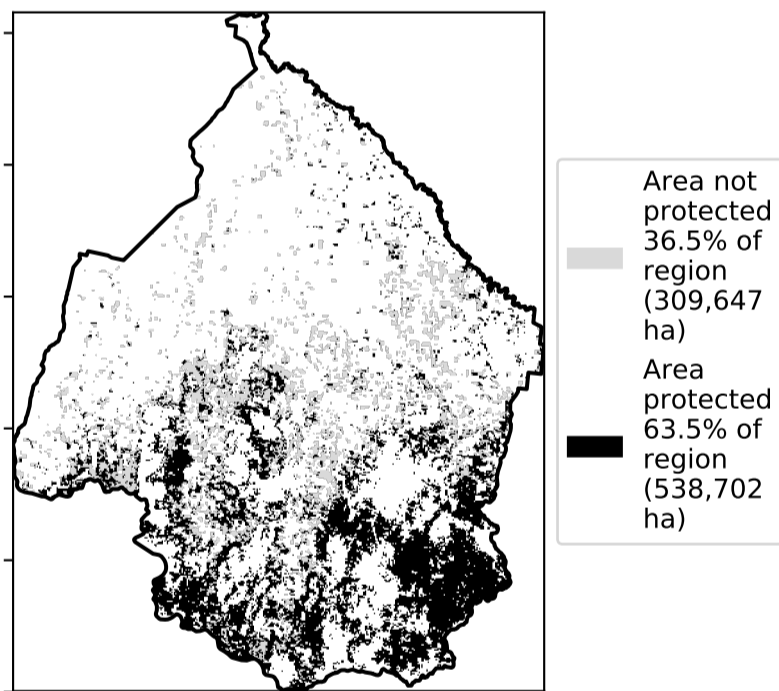 Area not
protected
36.5% of
region
(309,647
ha)
Area
protected
63.5% of
region
(538,702
ha)